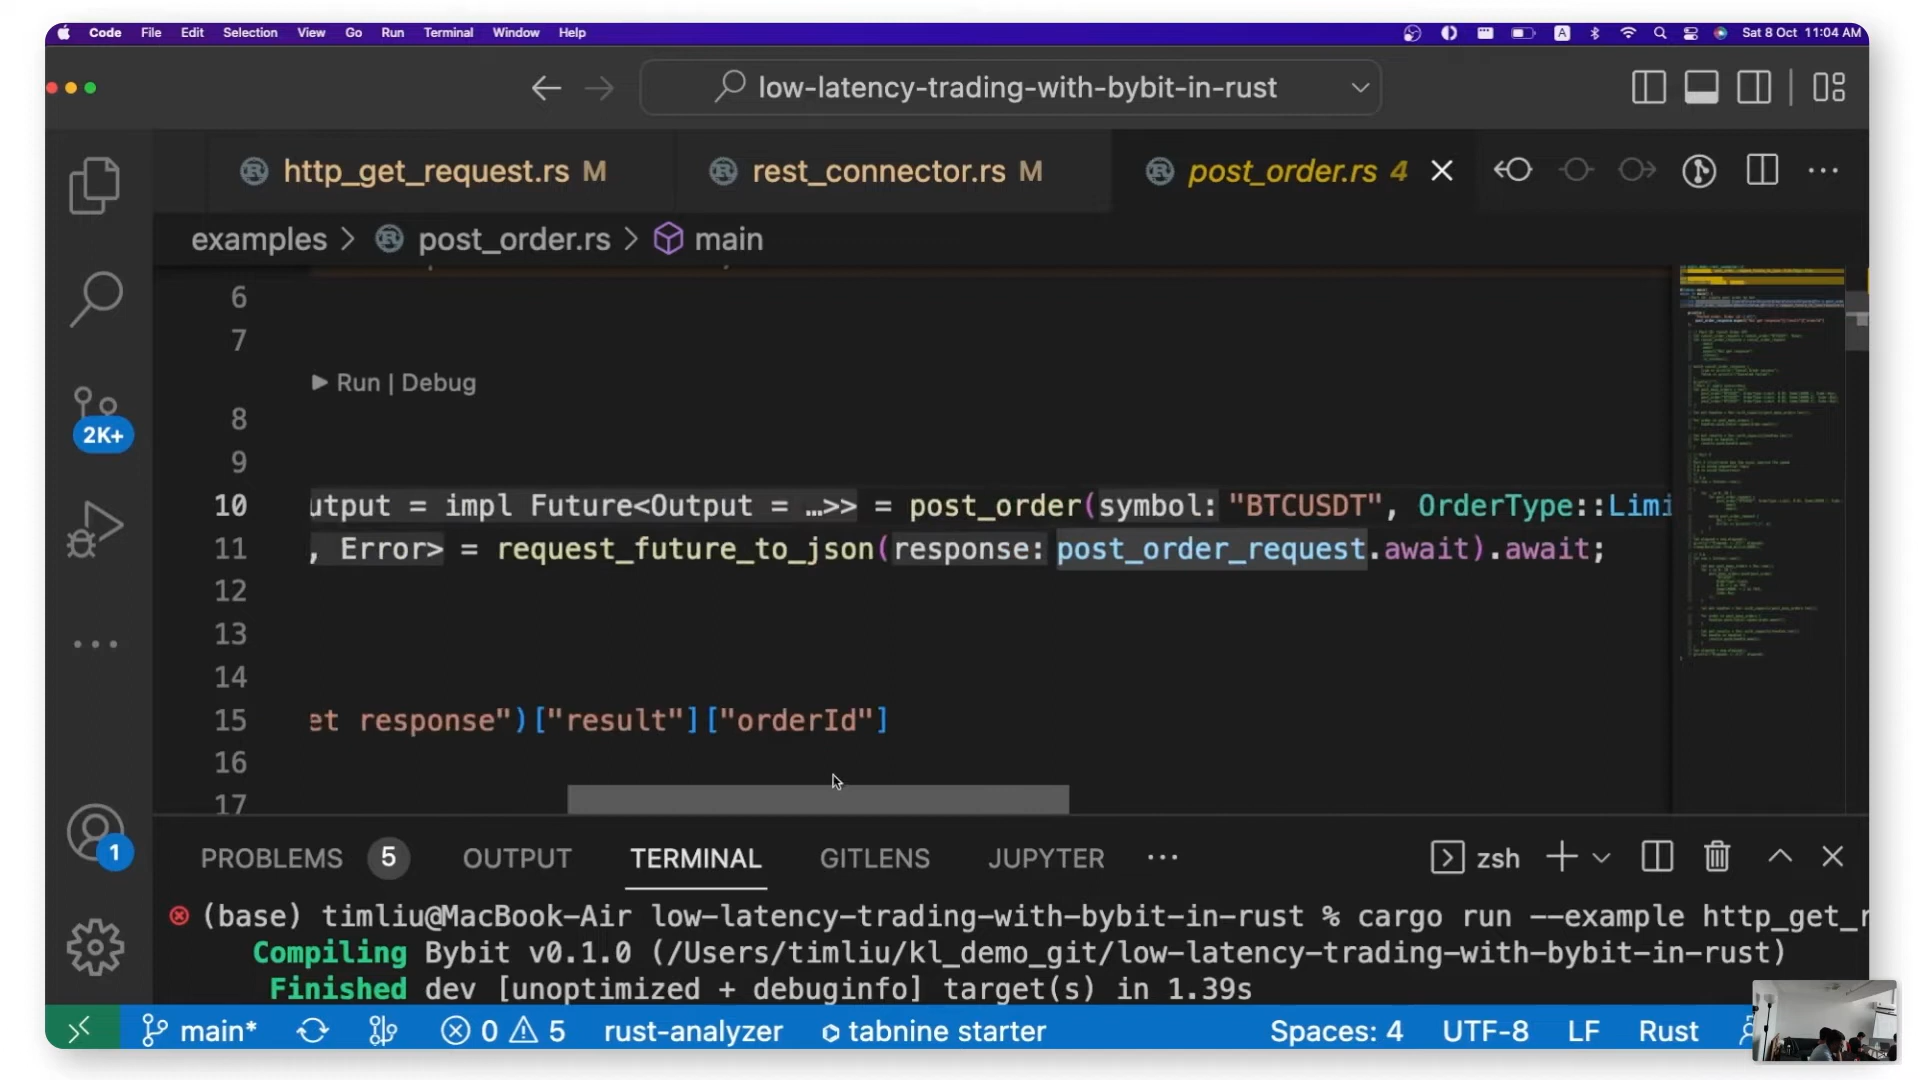 Code File Edit Selection View Go Run Terminal Window Help A Sat 8 Oct 11:04 AM
low-latency-trading-with-bybit-in-rust
http_get_request.rs M rest_connector.rs M post_order.rs 4
examples > post_order.rs > main
6
7
Run | Debug
8
9
10 utput = impl Future<Output = …>> = post_order(symbol: "BTCUSDT", OrderType::Limi
11 , Error> = request_future_to_json(response: post_order_request.await).await;
12
13
14
15 et response")["result"]["orderId"]
16
17
2K+
1
PROBLEMS 5 OUTPUT TERMINAL GITLENS JUPYTER ··· zsh
(base) timliu@MacBook-Air low-latency-trading-with-bybit-in-rust % cargo run --example http_get_r
Compiling Bybit v0.1.0 (/Users/timliu/kl_demo_git/low-latency-trading-with-bybit-in-rust)
Finished dev [unoptimized + debuginfo] target(s) in 1.39s
main* 0 5 rust-analyzer tabnine starter Spaces: 4 UTF-8 LF Rust